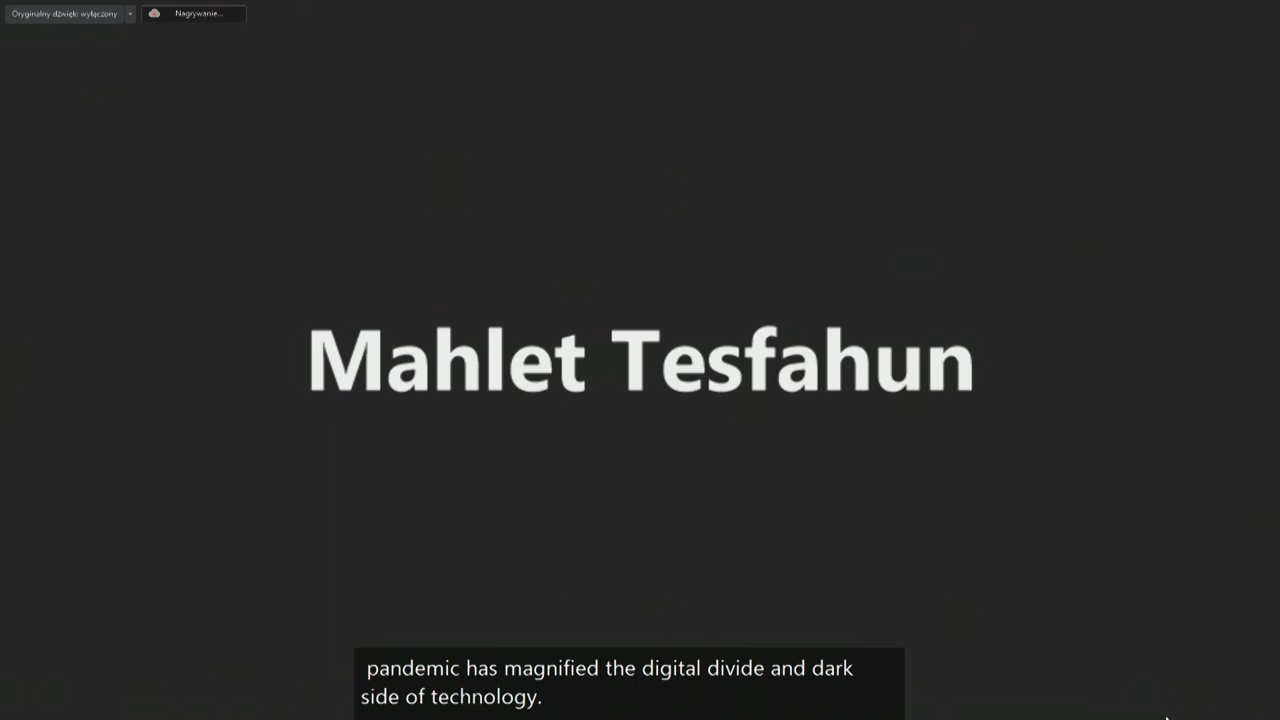 Oryginalny dźwięk: wyłączony
Nagrywanie...
Mahlet Tesfahun
pandemic has magnified the digital divide and dark
side of technology.